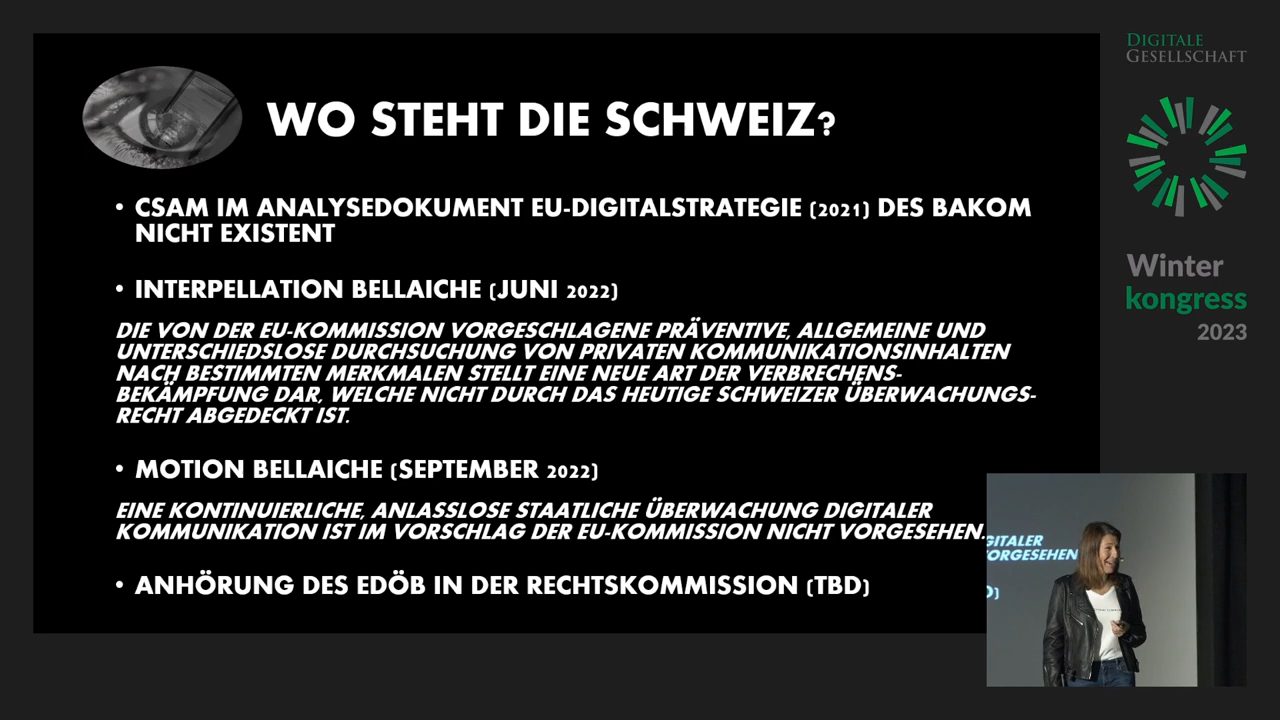 WO STEHT DIE SCHWEIZ?
• CSAM IM ANALYSEDOKUMENT EU-DIGITALSTRATEGIE (2021) DES BAKOM
NICHT EXISTENT
• INTERPELLATION BELLAICHE (JUNI 2022)
DIE VON DER EU-KOMMISSION VORGESCHLAGENE PRÄVENTIVE, ALLGEMEINE UND
UNTERSCHIEDSLOSE DURCHSUCHUNG VON PRIVATEN KOMMUNIKATIONSINHALTEN
NACH BESTIMMTEN MERKMALEN STELLT EINE NEUE ART DER VERBRECHENS-
BEKÄMPFUNG DAR, WELCHE NICHT DURCH DAS HEUTIGE SCHWEIZER ÜBERWACHUNGS-
RECHT ABGEDECKT IST.
• MOTION BELLAICHE (SEPTEMBER 2022)
EINE KONTINUIERLICHE, ANLASSLOSE STAATLICHE ÜBERWACHUNG DIGITALER
KOMMUNIKATION IST IM VORSCHLAG DER EU-KOMMISSION NICHT VORGESEHEN.
• ANHÖRUNG DES EDÖB IN DER RECHTSKOMMISSION (TBD)
DIGITALE
GESELLSCHAFT
Winter
kongress
2023
GITALER
ORGESEHEN
D)